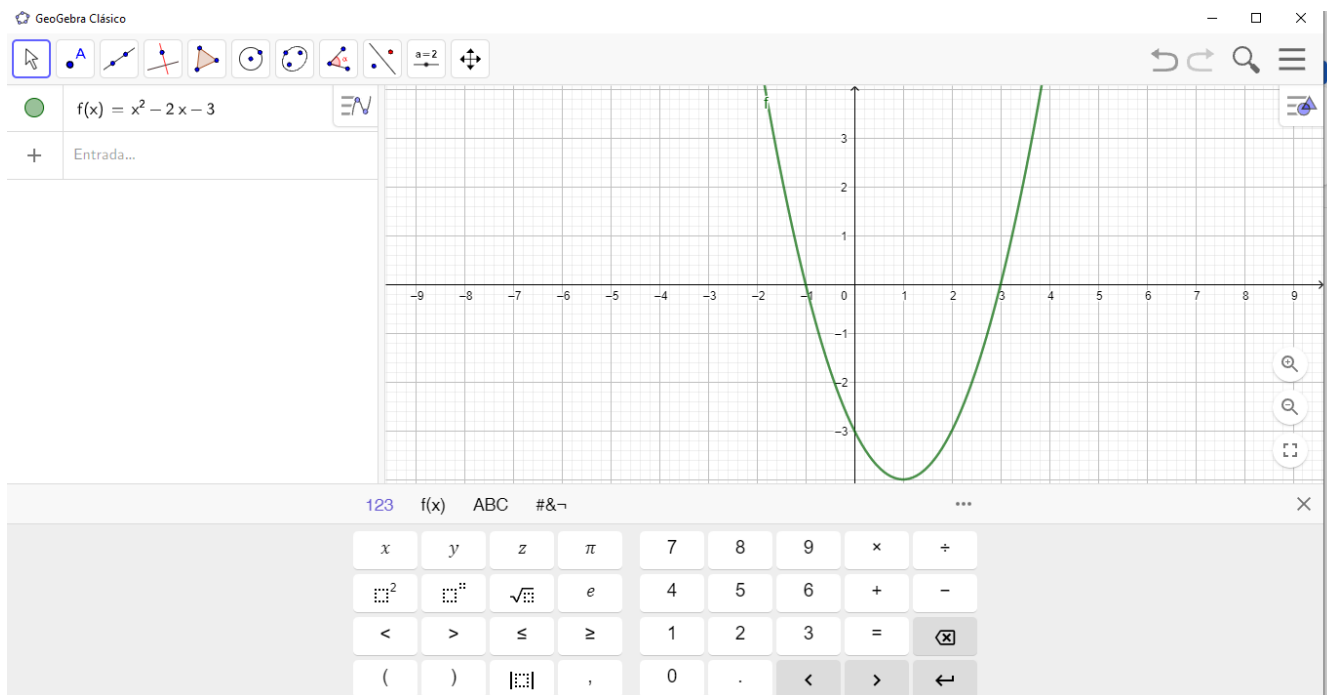 GeoGebra Clásico
A
α
a=2
f(x) = x² – 2 x – 3
+ Entrada...
f
3
2
1
–9 –8 –7 –6 –5 –4 –3 –2 –1 0 1 2 3 4 5 6 7 8 9
–1
–2
–3
123 f(x) ABC #&¬
x y z π 7 8 9 × ÷
² √ e 4 5 6 + −
< > ≤ ≥ 1 2 3 =
( ) | | , 0 . < >